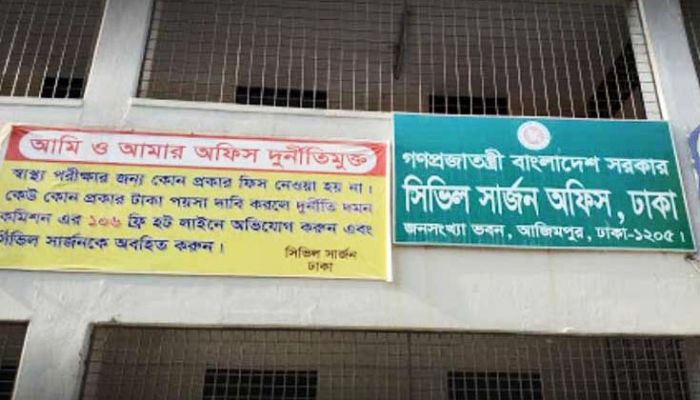 আমি ও আমার অফিস দুর্নীতিমুক্ত
স্বাস্থ্য পরীক্ষার জন্য কোন প্রকার ফিস নেওয়া হয় না।
কেউ কোন প্রকার টাকা পয়সা দাবি করলে দুর্নীতি দমন
কমিশন এর ১০৬ ফ্রি হট লাইনে অভিযোগ করুন এবং
সিভিল সার্জনকে অবহিত করুন।
সিভিল সার্জন
ঢাকা
গণপ্রজাতন্ত্রী বাংলাদেশ সরকার
সিভিল সার্জন অফিস, ঢাকা
জনসংখ্যা ভবন, আজিমপুর, ঢাকা-১২০৫।